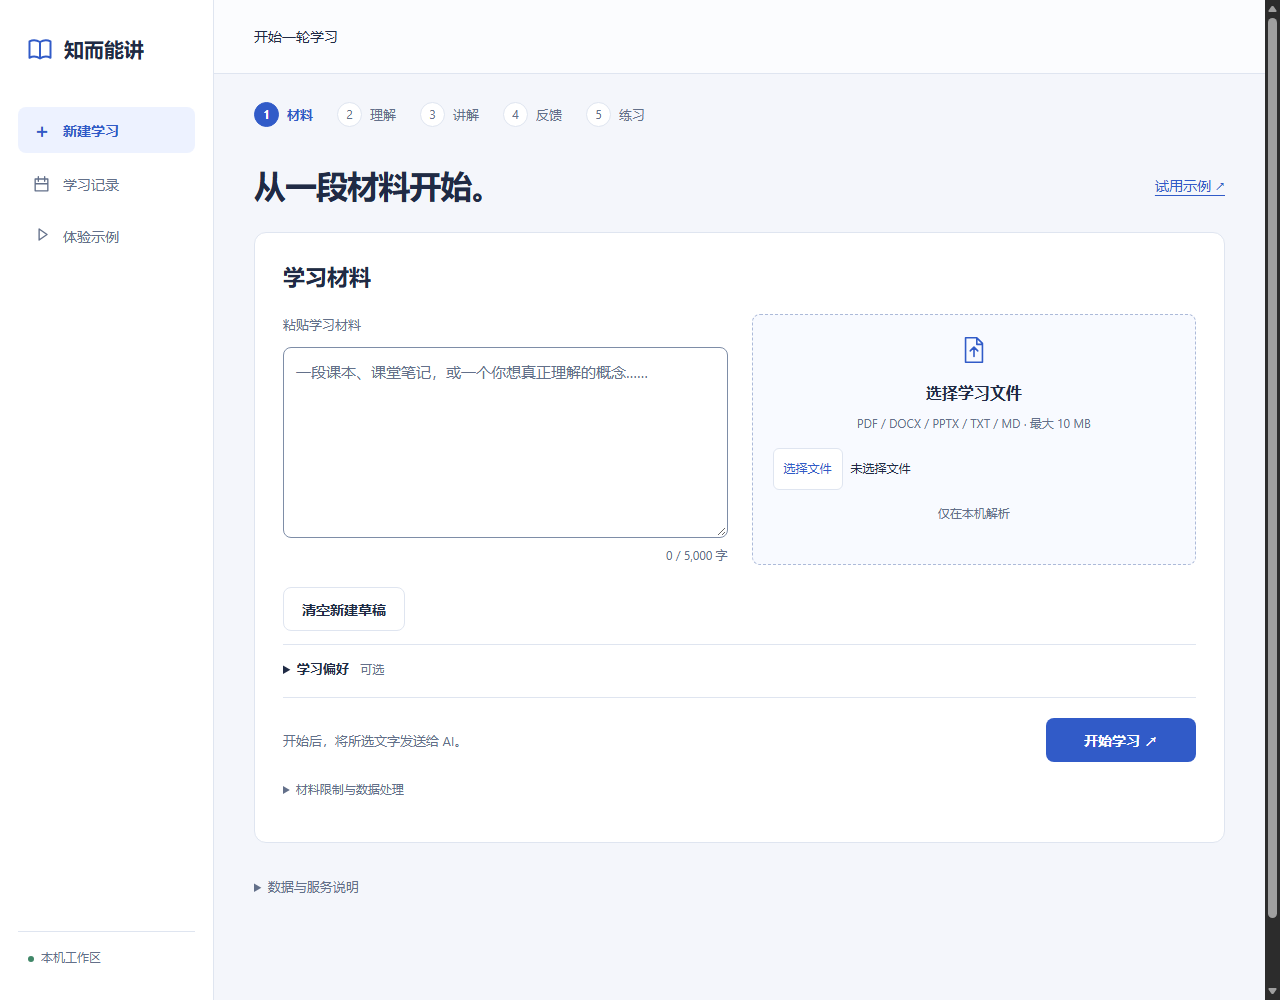 知而能讲
新建学习
学习记录
体验示例
本机工作区
开始一轮学习
1 材料 2 理解 3 讲解 4 反馈 5 练习
从一段材料开始。
试用示例 ↗
学习材料
粘贴学习材料
一段课本、课堂笔记，或一个你想真正理解的概念……
0 / 5,000 字
选择学习文件
PDF / DOCX / PPTX / TXT / MD · 最大 10 MB
选择文件 未选择文件
仅在本机解析
清空新建草稿
学习偏好 可选
开始后，将所选文字发送给 AI。
开始学习 ↗
材料限制与数据处理
数据与服务说明